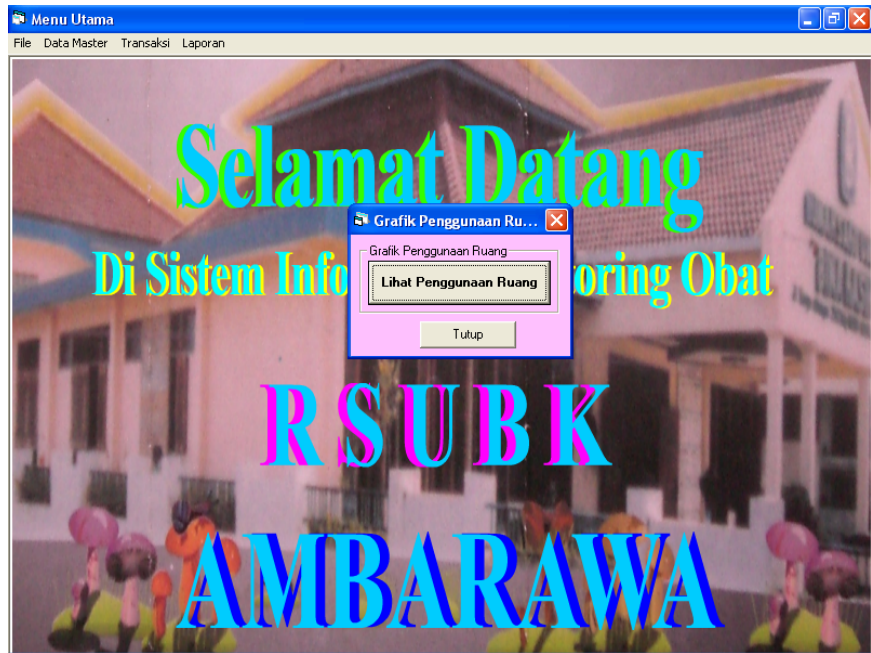 Menu Utama
File Data Master Transaksi Laporan
Selamat Datang
Grafik Penggunaan Ru...
Di Sistem Info oring Obat
Grafik Penggunaan Ruang
Lihat Penggunaan Ruang
Tutup
R S U B K
AMBARAWA